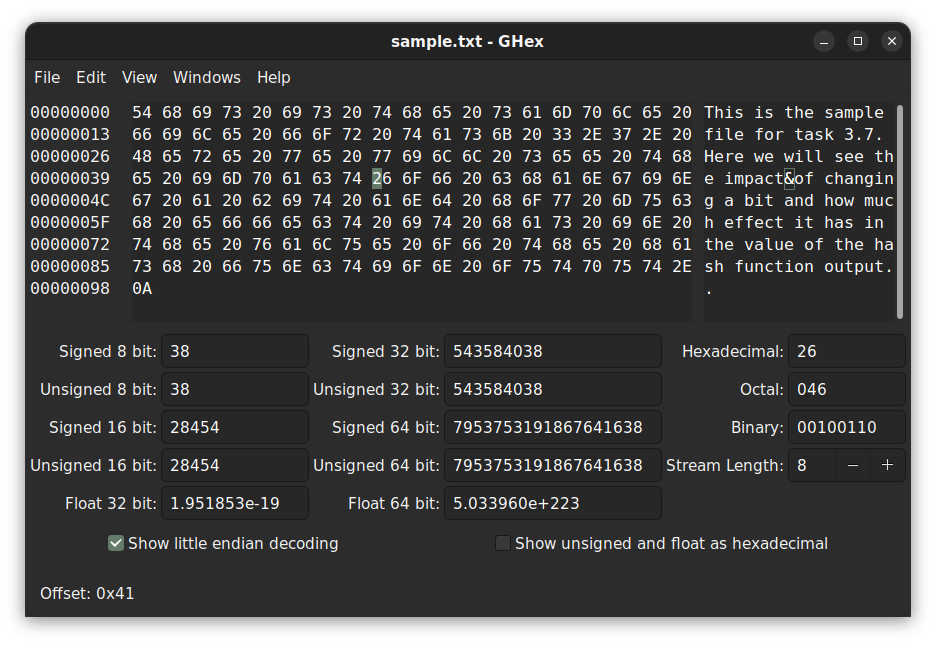 sample.txt - GHex
File Edit View Windows Help
00000000 54 68 69 73 20 69 73 20 74 68 65 20 73 61 6D 70 6C 65 20 This is the sample
00000013 66 69 6C 65 20 66 6F 72 20 74 61 73 6B 20 33 2E 37 2E 20 file for task 3.7.
00000026 48 65 72 65 20 77 65 20 77 69 6C 6C 20 73 65 65 20 74 68 Here we will see th
00000039 65 20 69 6D 70 61 63 74 26 6F 66 20 63 68 61 6E 67 69 6E e impact&of changin
0000004C 67 20 61 20 62 69 74 20 61 6E 64 20 68 6F 77 20 6D 75 63 g a bit and how muc
0000005F 68 20 65 66 66 65 63 74 20 69 74 20 68 61 73 20 69 6E 20 h effect it has in
00000072 74 68 65 20 76 61 6C 75 65 20 6F 66 20 74 68 65 20 68 61 the value of the ha
00000085 73 68 20 66 75 6E 63 74 69 6F 6E 20 6F 75 74 70 75 74 2E sh function output.
00000098 0A .
Signed 8 bit: 38 Signed 32 bit: 543584038 Hexadecimal: 26
Unsigned 8 bit: 38 Unsigned 32 bit: 543584038 Octal: 046
Signed 16 bit: 28454 Signed 64 bit: 7953753191867641638 Binary: 00100110
Unsigned 16 bit: 28454 Unsigned 64 bit: 7953753191867641638 Stream Length: 8 − +
Float 32 bit: 1.951853e-19 Float 64 bit: 5.033960e+223
Show little endian decoding Show unsigned and float as hexadecimal
Offset: 0x41